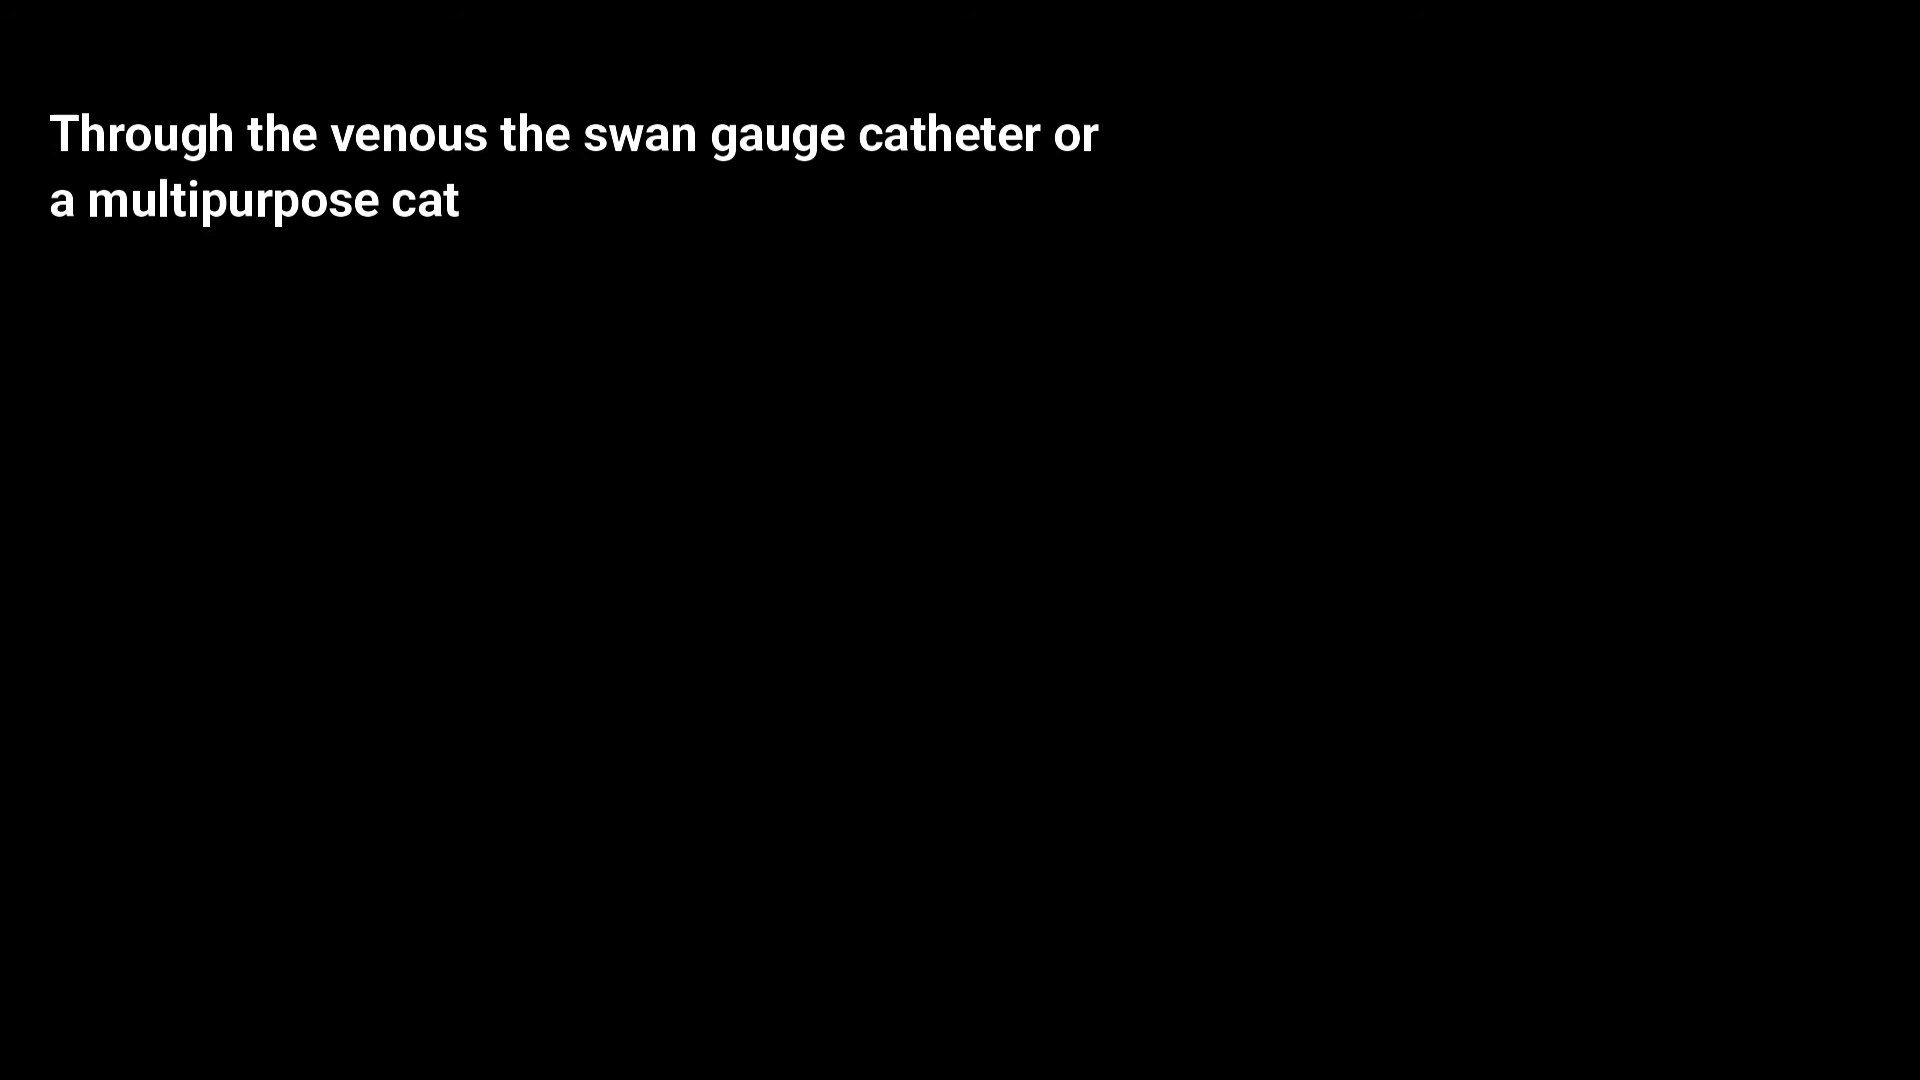 Through the venous the swan gauge catheter or
a multipurpose cat